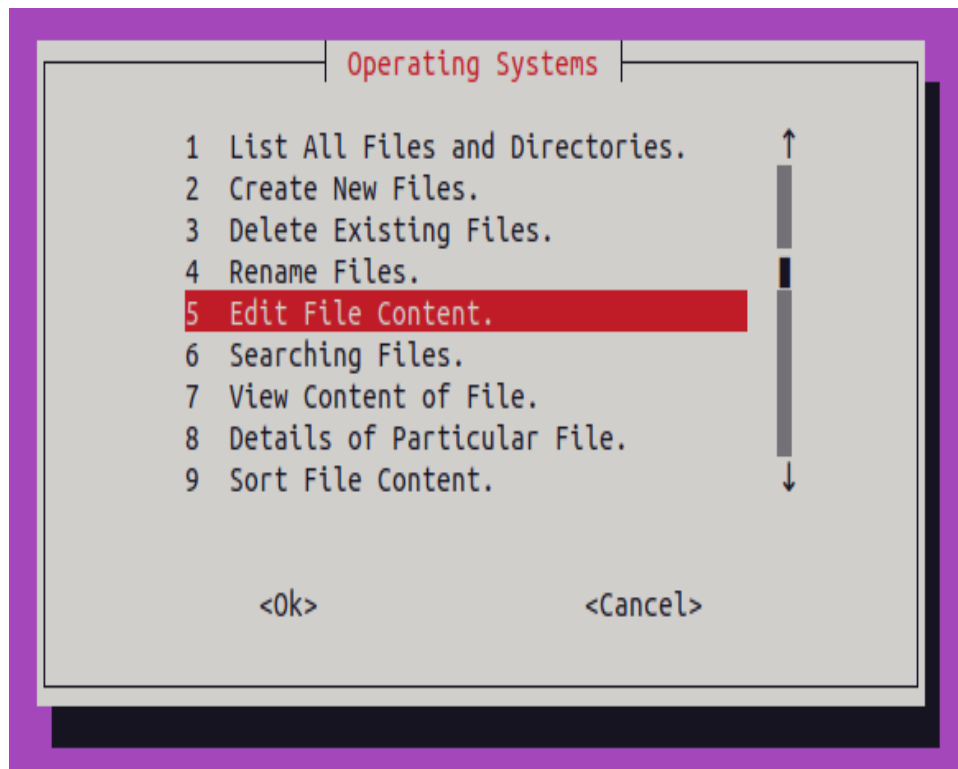 Operating Systems
1 List All Files and Directories.
2 Create New Files.
3 Delete Existing Files.
4 Rename Files.
5 Edit File Content.
6 Searching Files.
7 View Content of File.
8 Details of Particular File.
9 Sort File Content.
<Ok> <Cancel>